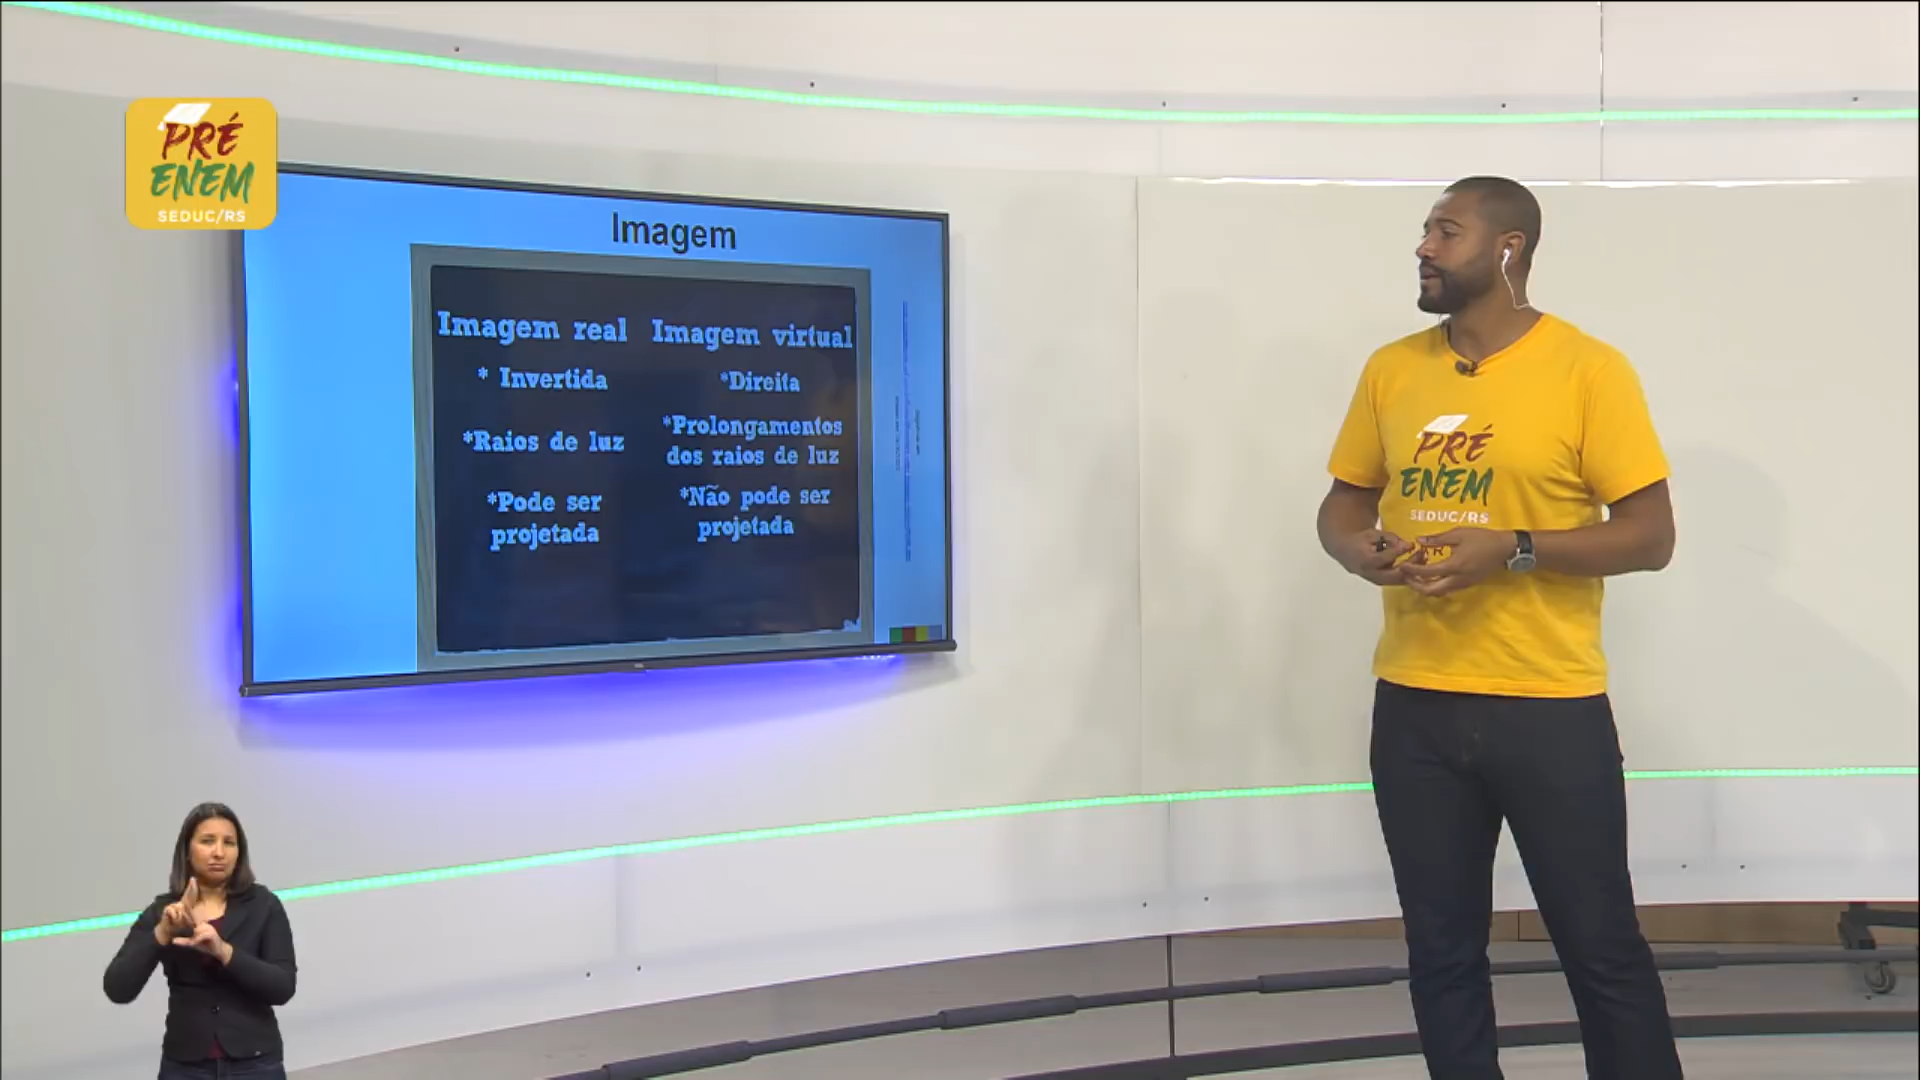 PRÉ
ENEM
SEDUC/RS
Imagem
Imagem real
* Invertida
*Raios de luz
*Pode ser
projetada
Imagem virtual
*Direita
*Prolongamentos
dos raios de luz
*Não pode ser
projetada
PRÉ
ENEM
SEDUC/RS